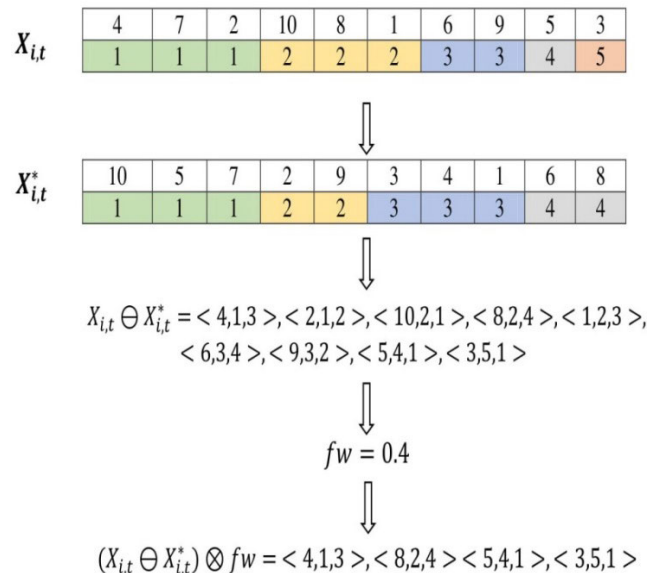 4 7 2 10 8 1 6 9 5 3
X_{i,t}
1 1 1 2 2 2 3 3 4 5
10 5 7 2 9 3 4 1 6 8
X^*_{i,t}
1 1 1 2 2 3 3 3 4 4
X_{i,t} ⊖ X^*_{i,t} = < 4,1,3 >, < 2,1,2 >, < 10,2,1 >, < 8,2,4 >, < 1,2,3 >,
< 6,3,4 >, < 9,3,2 >, < 5,4,1 >, < 3,5,1 >
fw = 0.4
(X_{i,t} ⊖ X^*_{i,t}) ⊗ fw = < 4,1,3 >, < 8,2,4 > < 5,4,1 >, < 3,5,1 >